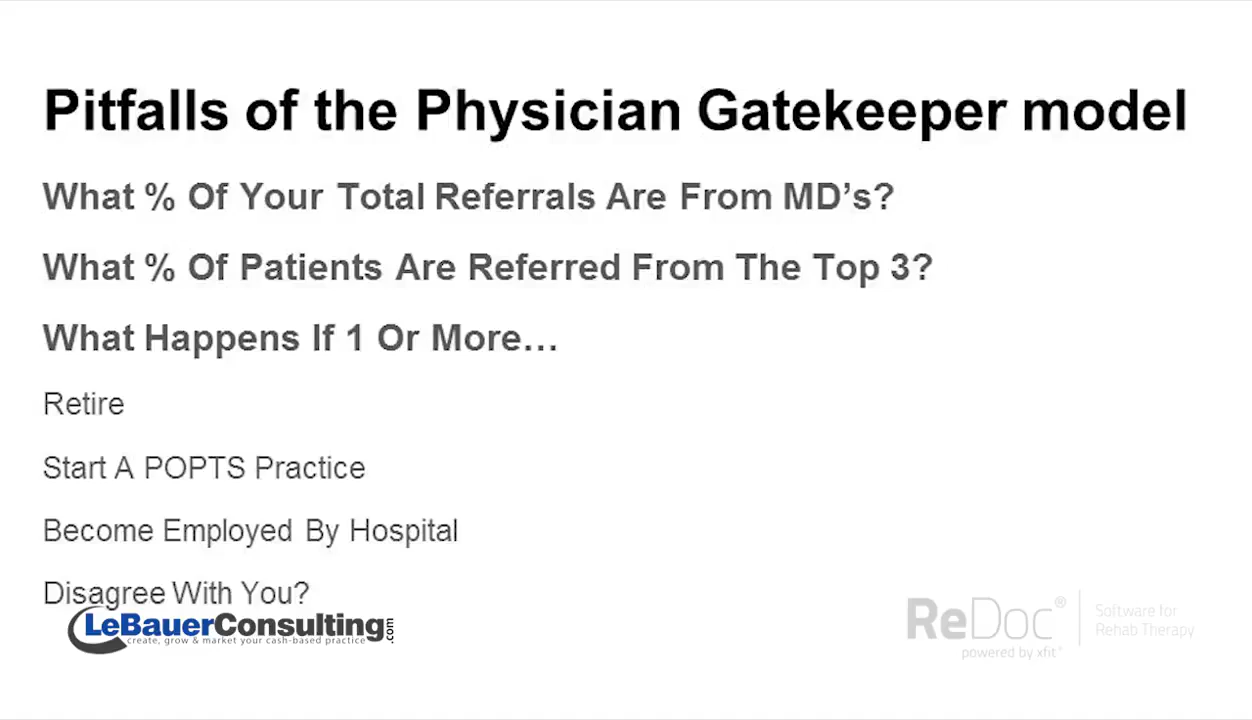 Pitfalls of the Physician Gatekeeper model
What % Of Your Total Referrals Are From MD’s?
What % Of Patients Are Referred From The Top 3?
What Happens If 1 Or More…
Retire
Start A POPTS Practice
Become Employed By Hospital
Disagree With You?
LeBauerConsulting.com
create, grow & market your cash-based practice
ReDoc®
powered by xfit®
Software for
Rehab Therapy